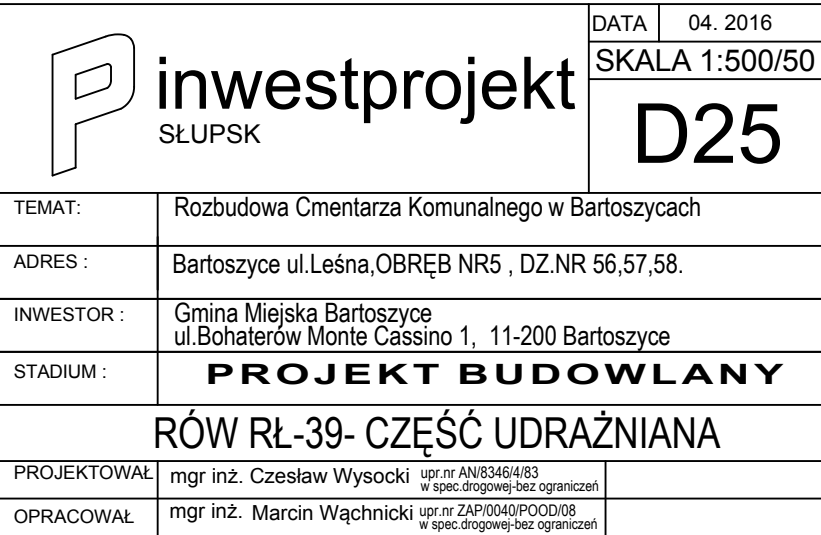 DATA 04. 2016
SKALA 1:500/50
P inwestprojekt
SŁUPSK
D25
TEMAT: Rozbudowa Cmentarza Komunalnego w Bartoszycach
ADRES : Bartoszyce ul.Leśna,OBRĘB NR5 , DZ.NR 56,57,58.
INWESTOR : Gmina Miejska Bartoszyce
ul.Bohaterów Monte Cassino 1, 11-200 Bartoszyce
STADIUM : PROJEKT BUDOWLANY
RÓW RŁ-39- CZĘŚĆ UDRAŻNIANA
PROJEKTOWAŁ mgr inż. Czesław Wysocki upr.nr AN/8346/4/83
w spec.drogowej-bez ograniczeń
OPRACOWAŁ mgr inż. Marcin Wąchnicki upr.nr ZAP/0040/POOD/08
w spec.drogowej-bez ograniczeń